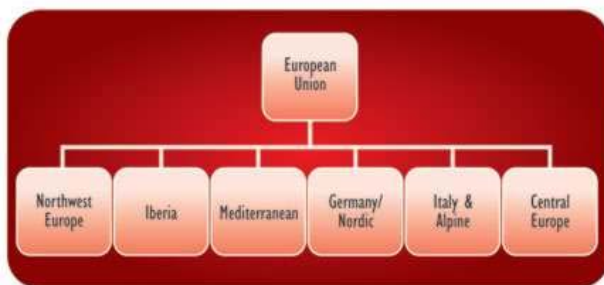 European
Union
Northwest
Europe
Iberia
Mediterranean
Germany/
Nordic
Italy &
Alpine
Central
Europe